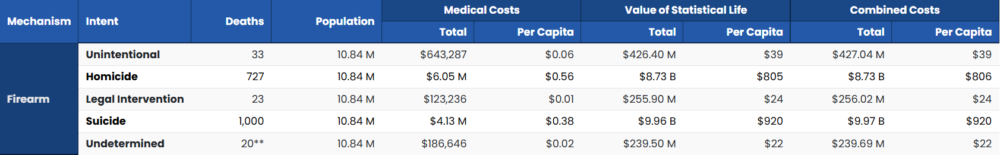 Mechanism Intent Deaths Population Medical Costs Value of Statistical Life Combined Costs
Total Per Capita Total Per Capita Total Per Capita
Firearm
Unintentional 33 10.84 M $643,287 $0.06 $426.40 M $39 $427.04 M $39
Homicide 727 10.84 M $6.05 M $0.56 $8.73 B $805 $8.73 B $806
Legal Intervention 23 10.84 M $123,236 $0.01 $255.90 M $24 $256.02 M $24
Suicide 1,000 10.84 M $4.13 M $0.38 $9.96 B $920 $9.97 B $920
Undetermined 20** 10.84 M $186,646 $0.02 $239.50 M $22 $239.69 M $22